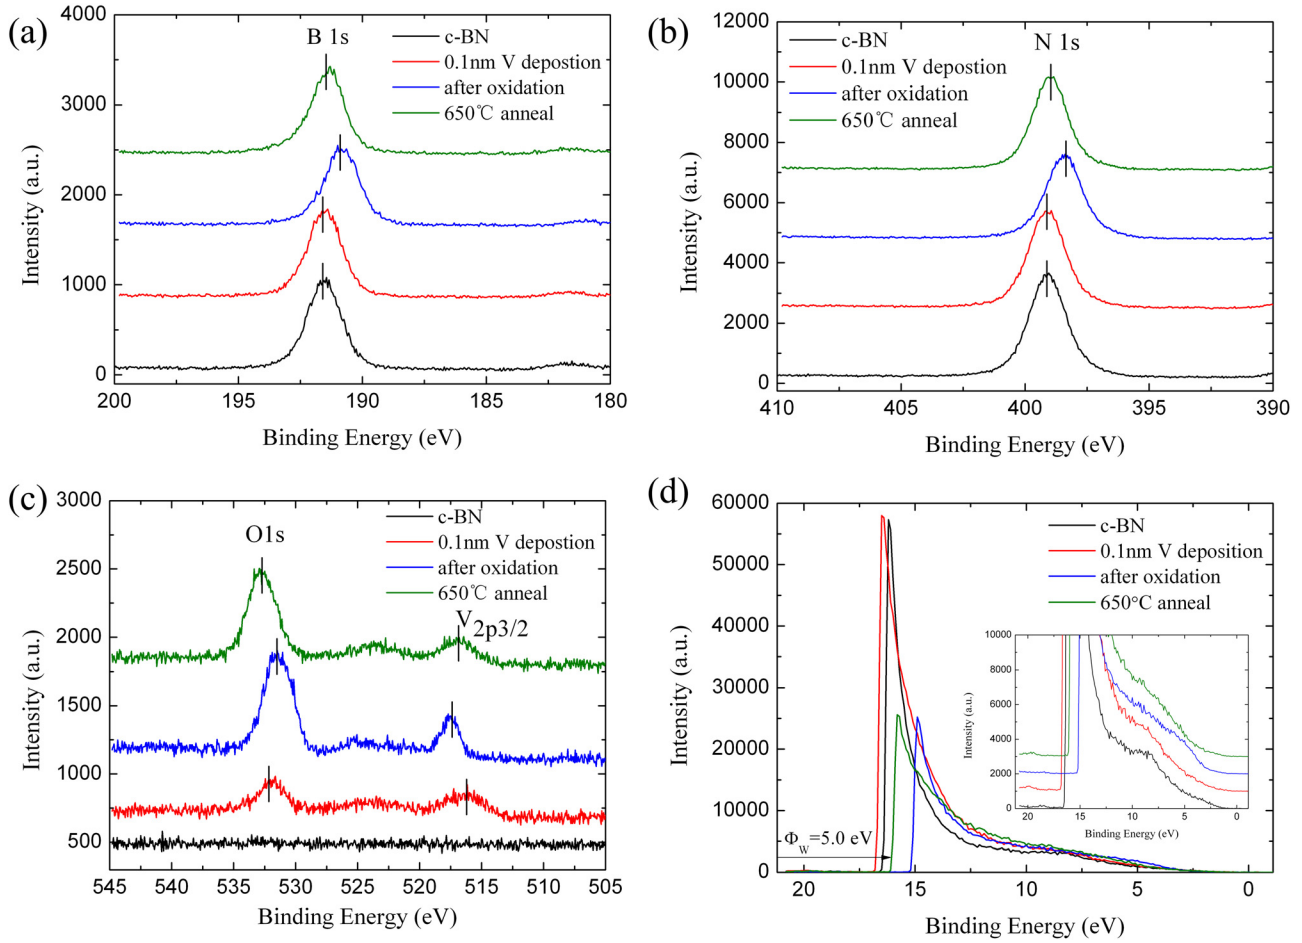 (a)
B 1s
c-BN
0.1nm V depostion
after oxidation
650℃ anneal
4000
3000
2000
1000
0
200 195 190 185 180
Intensity (a.u.)
Binding Energy (eV)
(b)
N 1s
c-BN
0.1nm V depostion
after oxidation
650℃ anneal
12000
10000
8000
6000
4000
2000
0
410 405 400 395 390
Intensity (a.u.)
Binding Energy (eV)
(c)
O1s
V2p3/2
c-BN
0.1nm V depostion
after oxidation
650℃ anneal
3000
2500
2000
1500
1000
500
545 540 535 530 525 520 515 510 505
Intensity (a.u.)
Binding Energy (eV)
(d)
c-BN
0.1nm V deposition
after oxidation
650°C anneal
60000
50000
40000
30000
20000
10000
0
20 15 10 5 0
Intensity (a.u.)
Binding Energy (eV)
ΦW=5.0 eV
10000
8000
6000
4000
2000
0
20 15 10 5 0
Intensity (a.u.)
Binding Energy (eV)